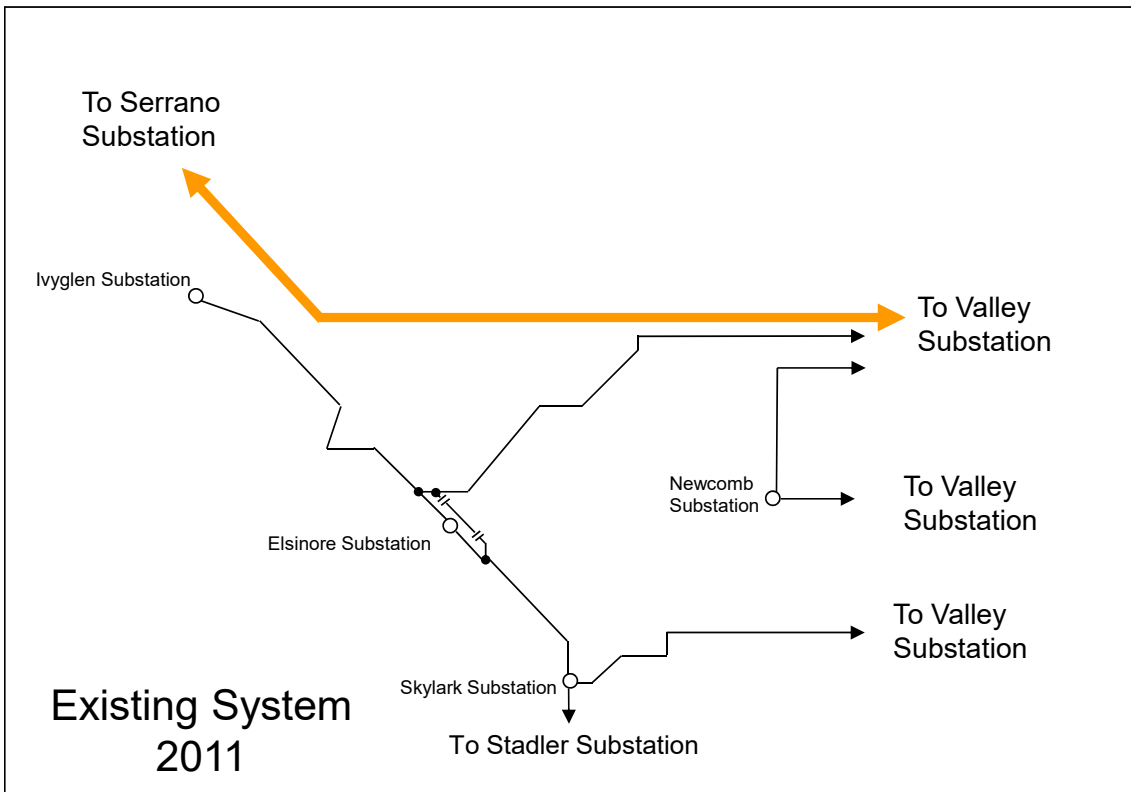 To Serrano
Substation
Ivyglen Substation
To Valley
Substation
Newcomb
Substation
To Valley
Substation
Elsinore Substation
To Valley
Substation
Skylark Substation
Existing System
2011
To Stadler Substation